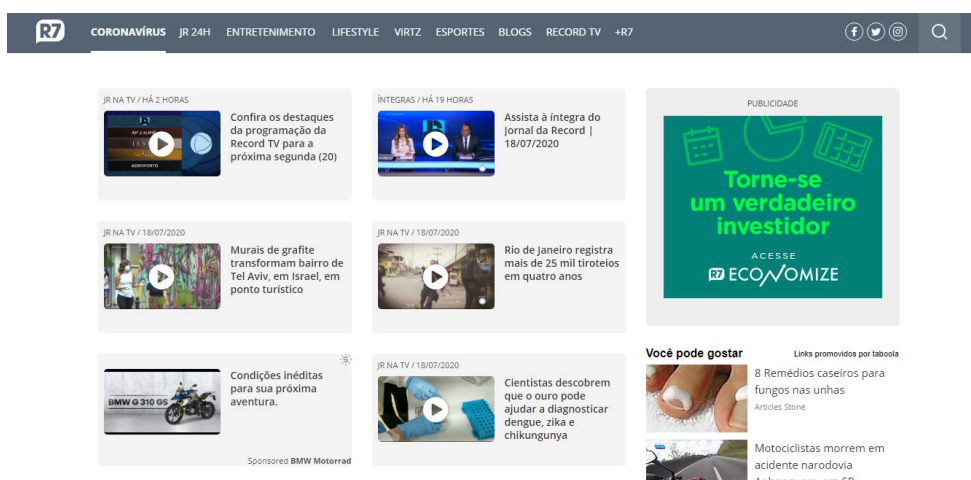 R7 CORONAVÍRUS JR 24H ENTRETENIMENTO LIFESTYLE VIRTZ ESPORTES BLOGS RECORD TV +R7
JR NA TV / HÁ 2 HORAS
Confira os destaques
da programação da
Record TV para a
próxima segunda (20)
AEROPORTO
ÍNTEGRAS / HÁ 19 HORAS
Assista à íntegra do
Jornal da Record |
18/07/2020
JR NA TV / 18/07/2020
Murais de grafite
transformam bairro de
Tel Aviv, em Israel, em
ponto turístico
JR NA TV / 18/07/2020
Rio de Janeiro registra
mais de 25 mil tiroteios
em quatro anos
Condições inéditas
para sua próxima
aventura.
BMW G 310 GS
Sponsored BMW Motorrad
JR NA TV / 18/07/2020
Cientistas descobrem
que o ouro pode
ajudar a diagnosticar
dengue, zika e
chikungunya
PUBLICIDADE
Torne-se
um verdadeiro
investidor
ACESSE
R7 ECONOMIZE
Você pode gostar
Links promovidos por taboola
8 Remédios caseiros para
fungos nas unhas
Articles Stone
Motociclistas morrem em
acidente narodovia